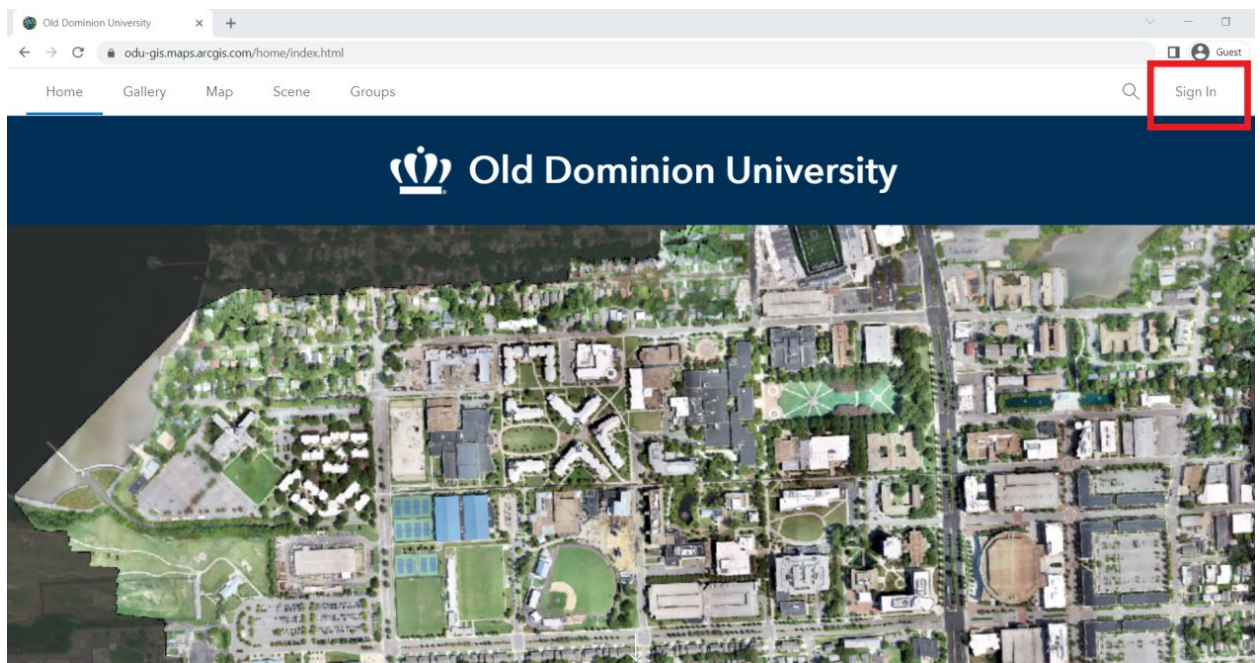 Old Dominion University
odu-gis.maps.arcgis.com/home/index.html
Guest
Home Gallery Map Scene Groups Sign In
Old Dominion University